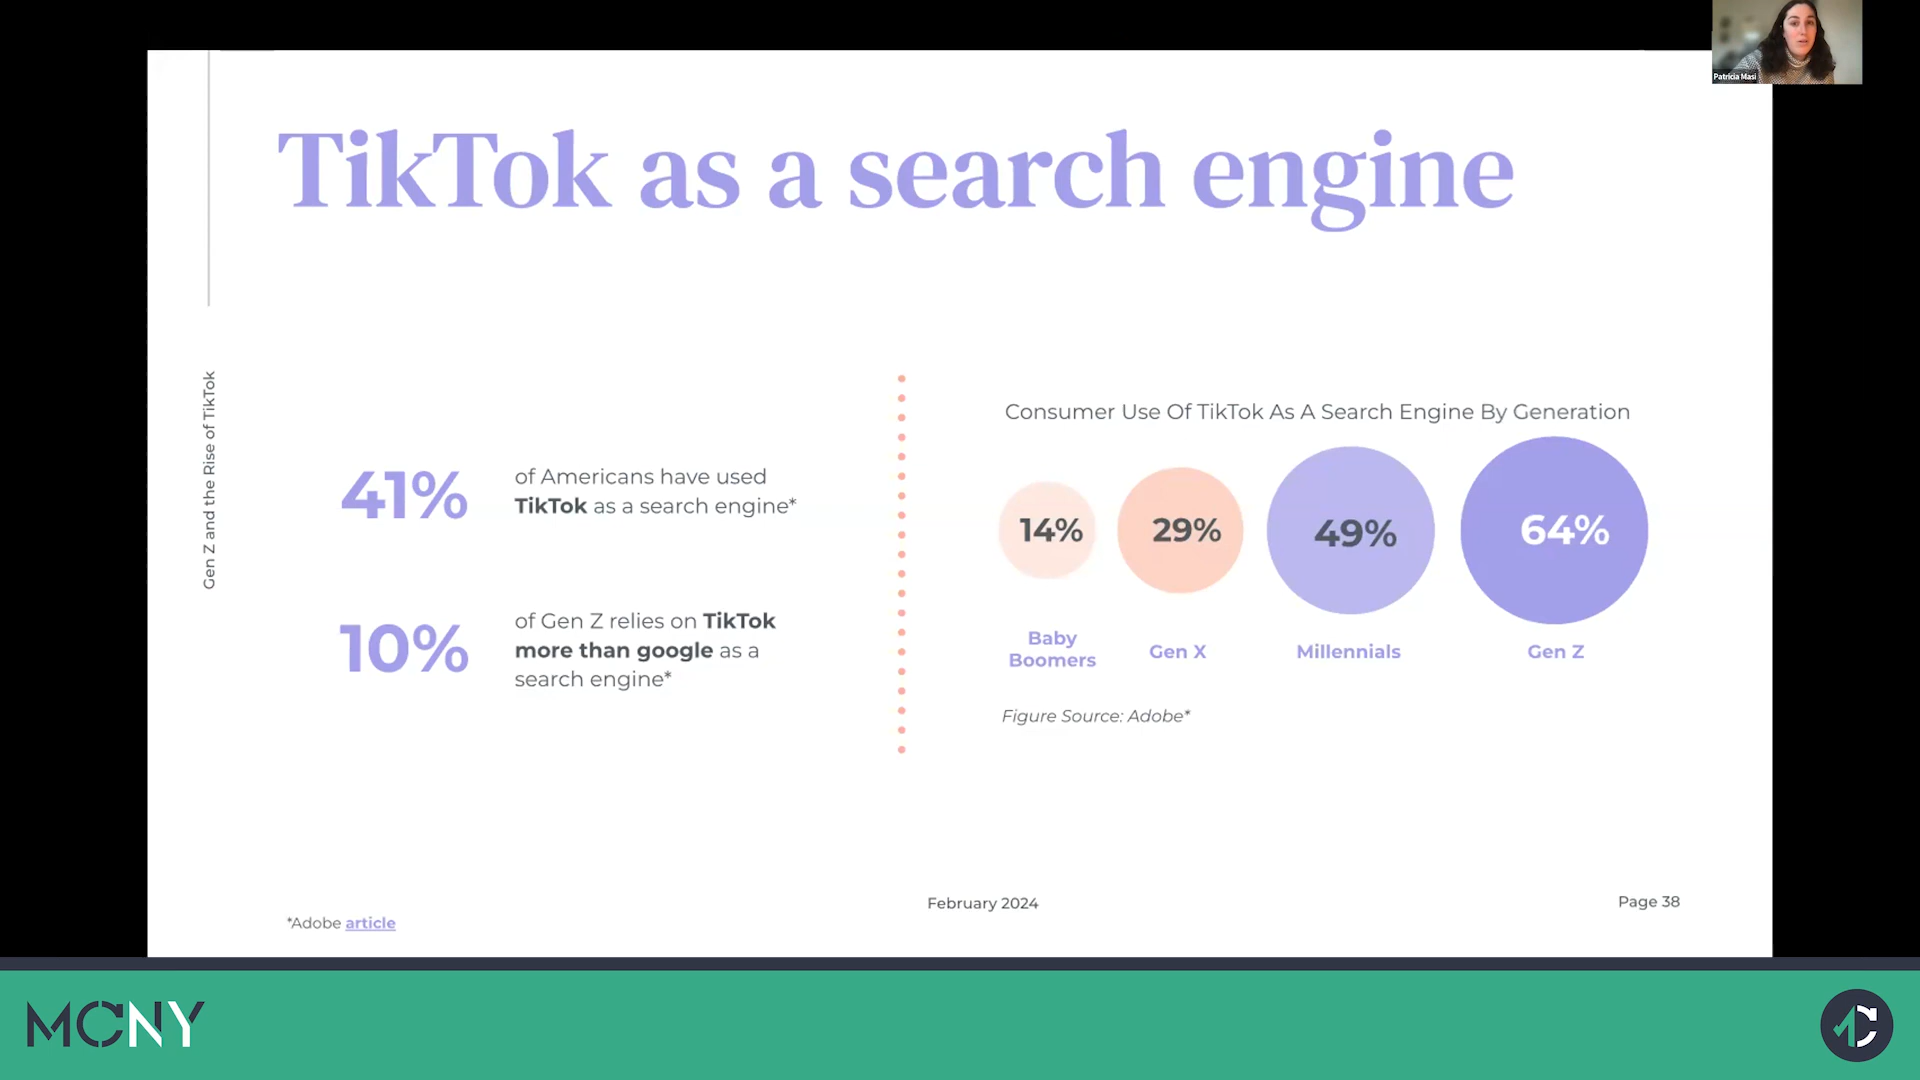 Patricia Masi
TikTok as a search engine
Gen Z and the Rise of TikTok
41%
of Americans have used
TikTok as a search engine*
10%
of Gen Z relies on TikTok
more than google as a
search engine*
Consumer Use Of TikTok As A Search Engine By Generation
14%
29%
49%
64%
Baby
Boomers
Gen X
Millennials
Gen Z
Figure Source: Adobe*
*Adobe article
February 2024
Page 38
MCNY